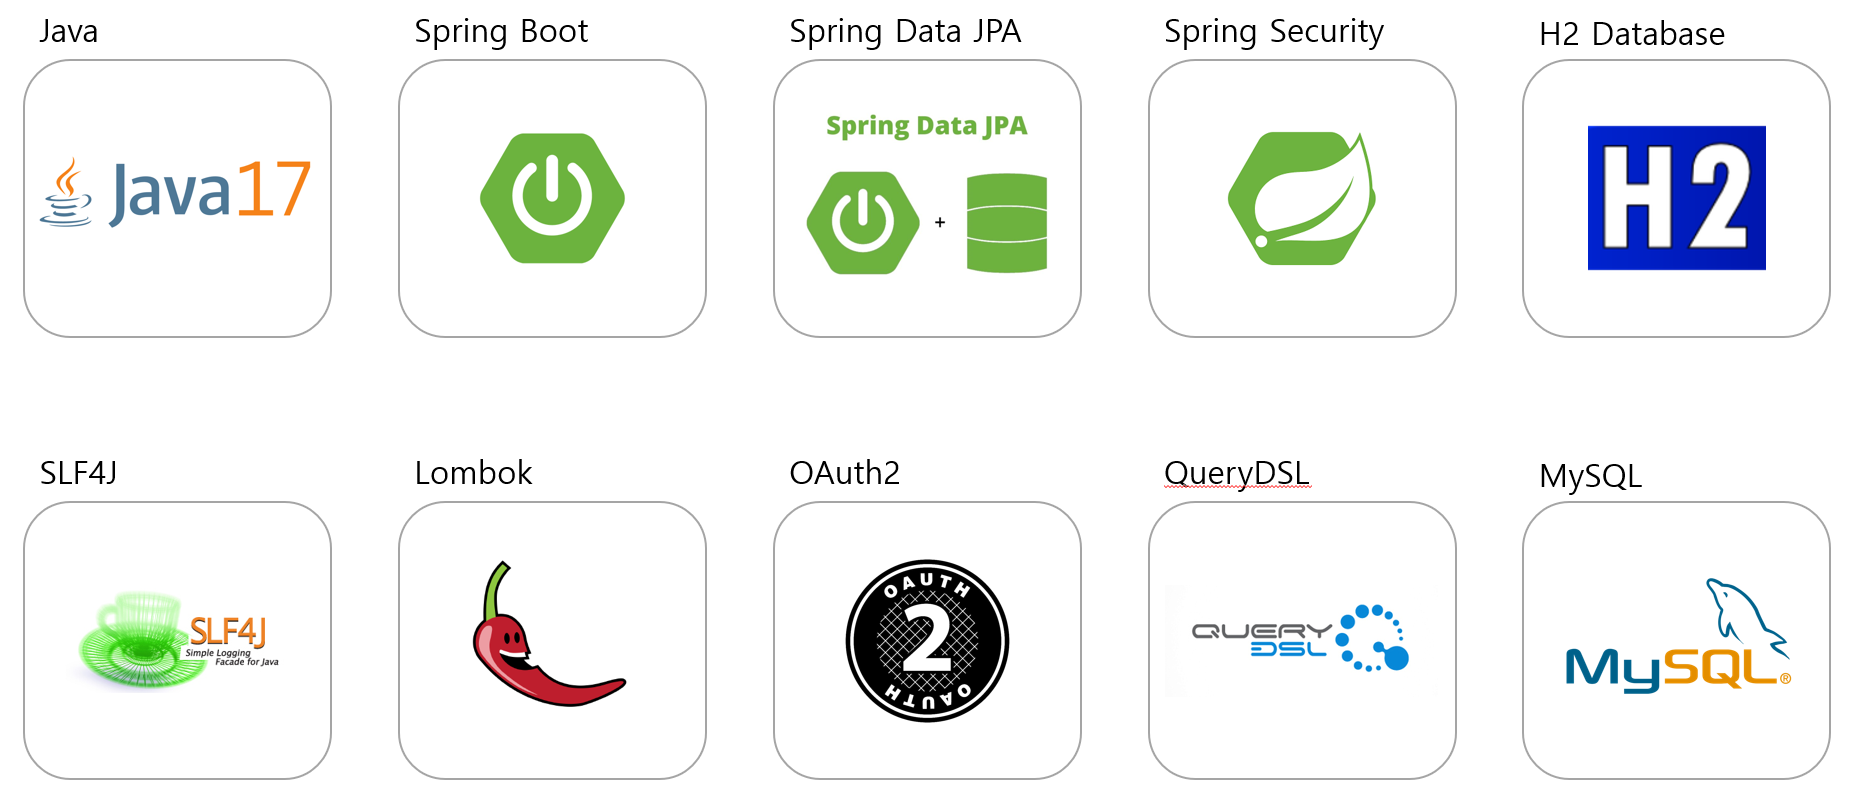 Java
Spring Boot
Spring Data JPA
Spring Security
H2 Database
Java17
Spring Data JPA
+
H2
SLF4J
Lombok
OAuth2
QueryDSL
MySQL
SLF4J
Simple Logging
Facade for Java
OAUTH
2
OAUTH
QUERY
DSL
MySQL®